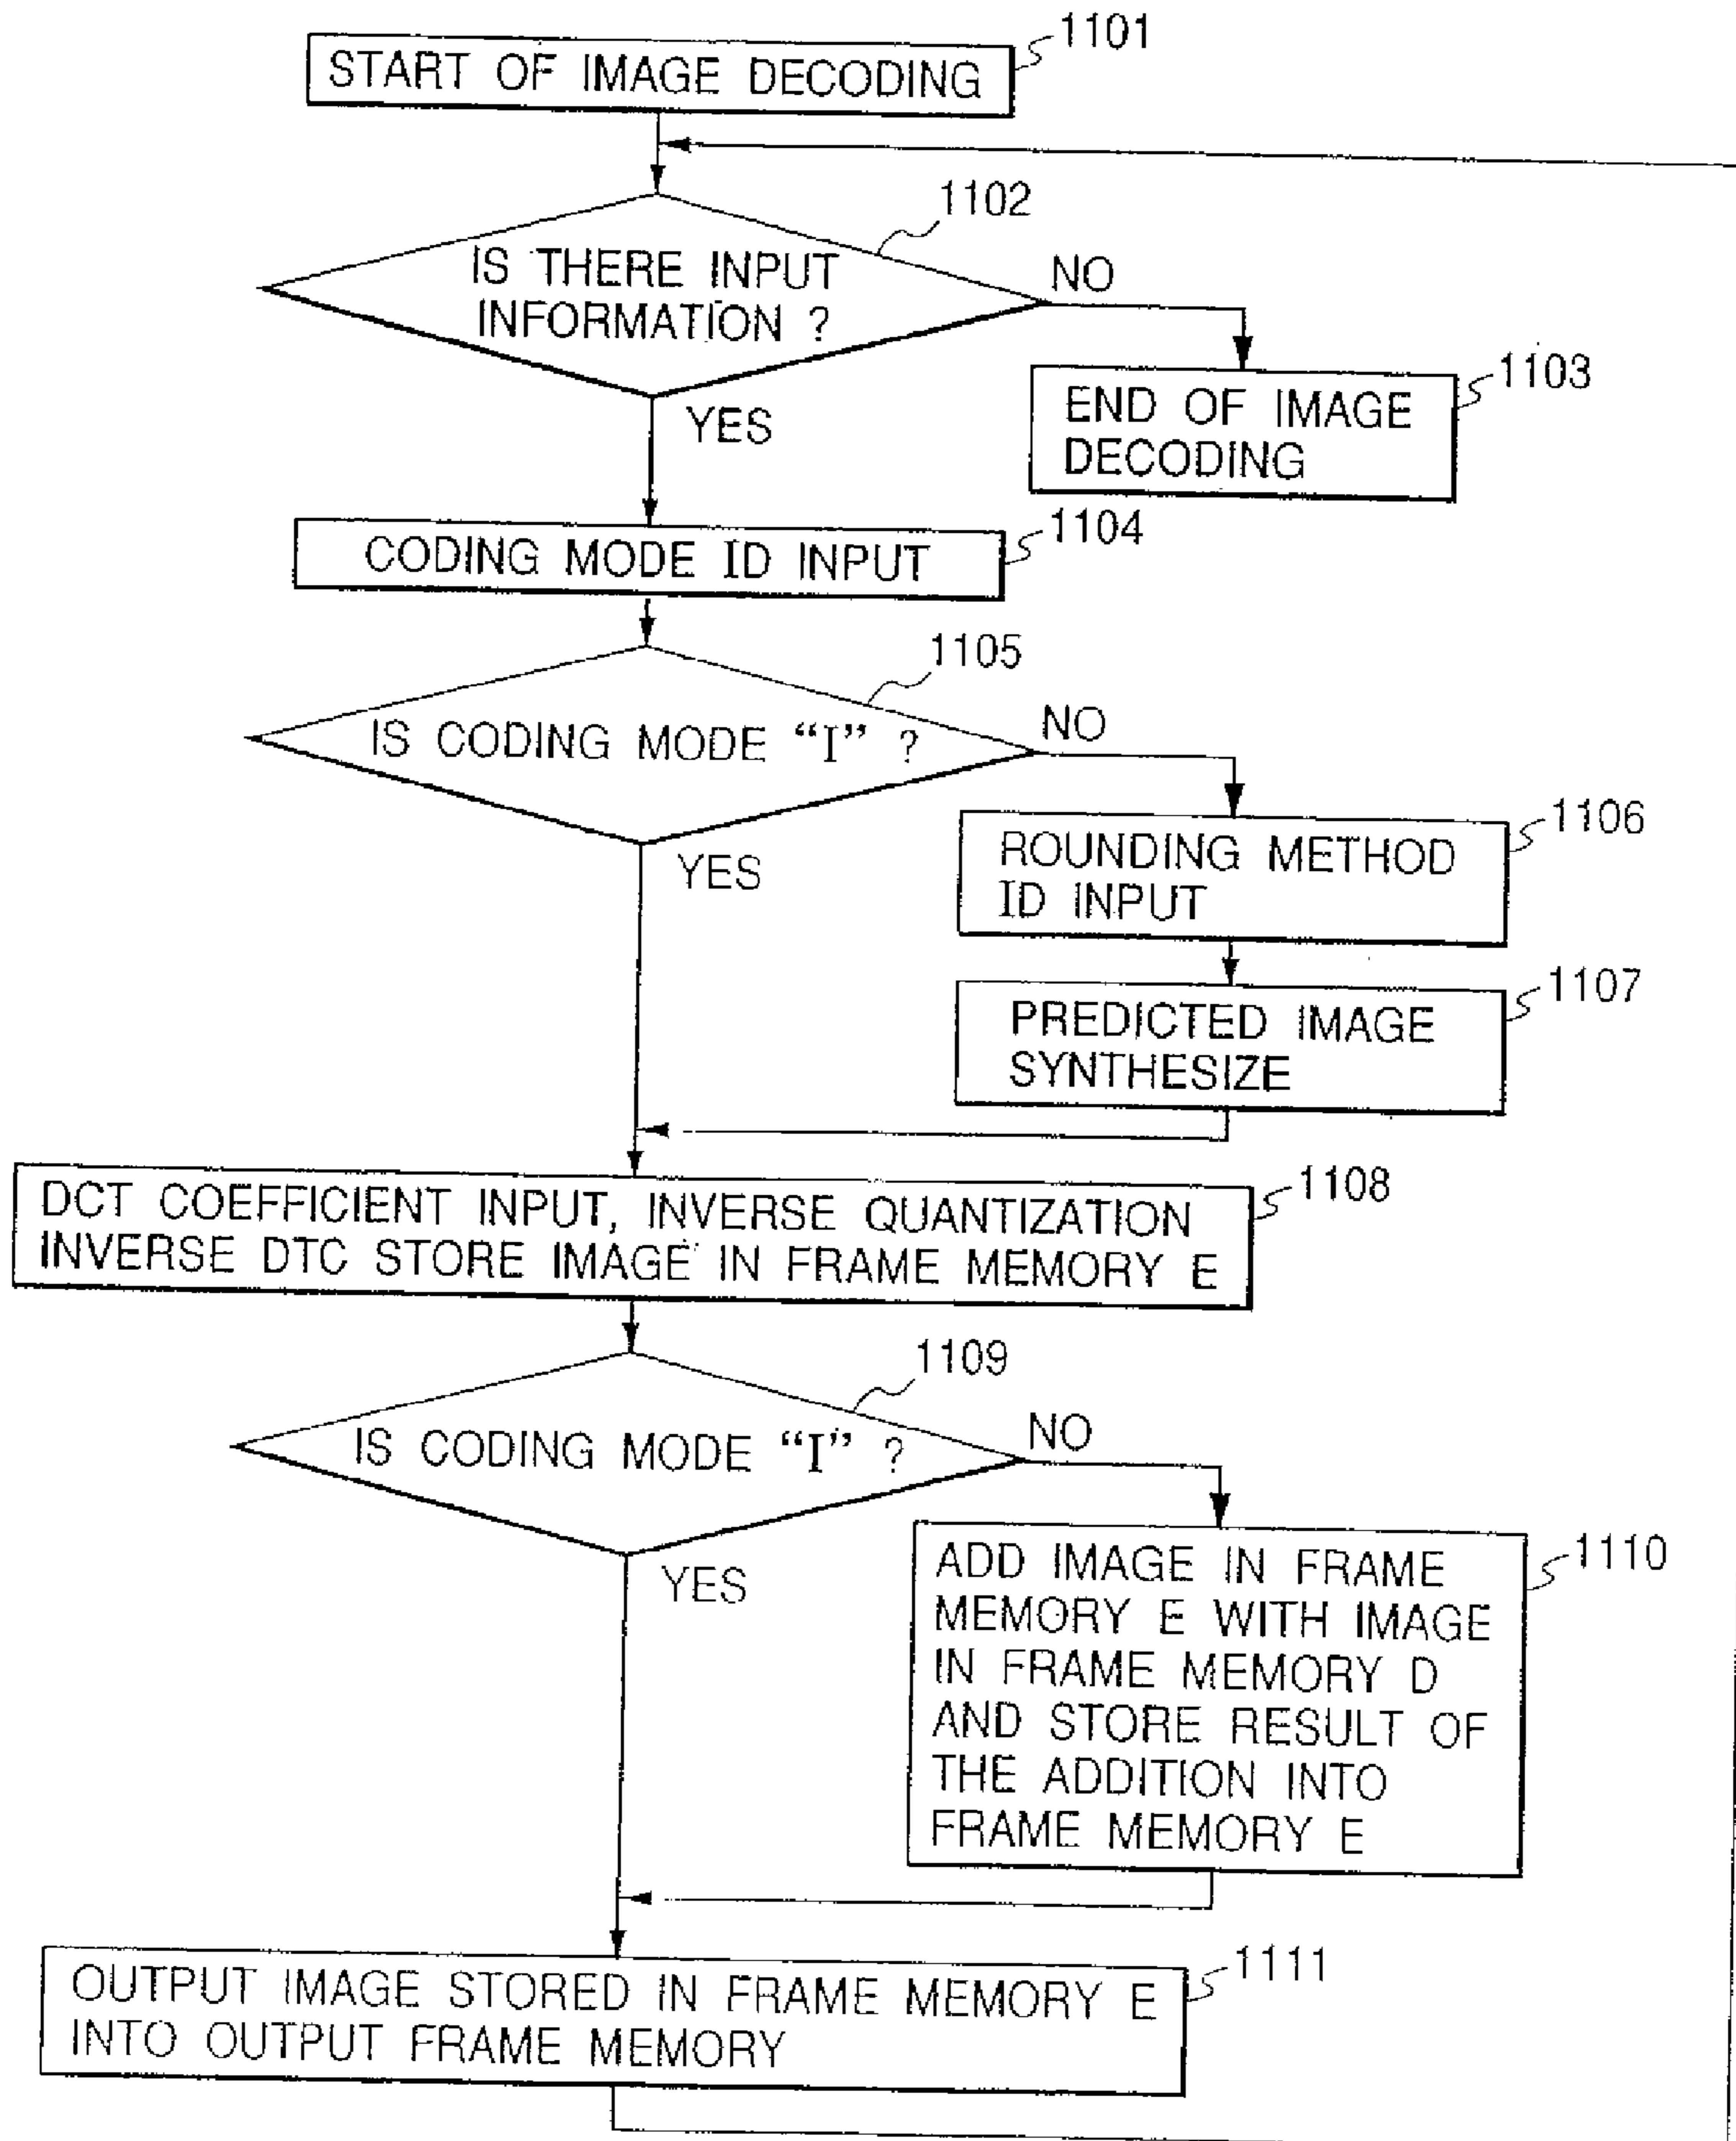 1101
START OF IMAGE DECODING
1102
IS THERE INPUT
INFORMATION ?
NO
YES
1103
END OF IMAGE
DECODING
1104
CODING MODE ID INPUT
1105
IS CODING MODE “I” ?
NO
YES
1106
ROUNDING METHOD
ID INPUT
1107
PREDICTED IMAGE
SYNTHESIZE
1108
DCT COEFFICIENT INPUT, INVERSE QUANTIZATION
INVERSE DTC STORE IMAGE IN FRAME MEMORY E
1109
IS CODING MODE “I” ?
NO
YES
1110
ADD IMAGE IN FRAME
MEMORY E WITH IMAGE
IN FRAME MEMORY D
AND STORE RESULT OF
THE ADDITION INTO
FRAME MEMORY E
1111
OUTPUT IMAGE STORED IN FRAME MEMORY E
INTO OUTPUT FRAME MEMORY